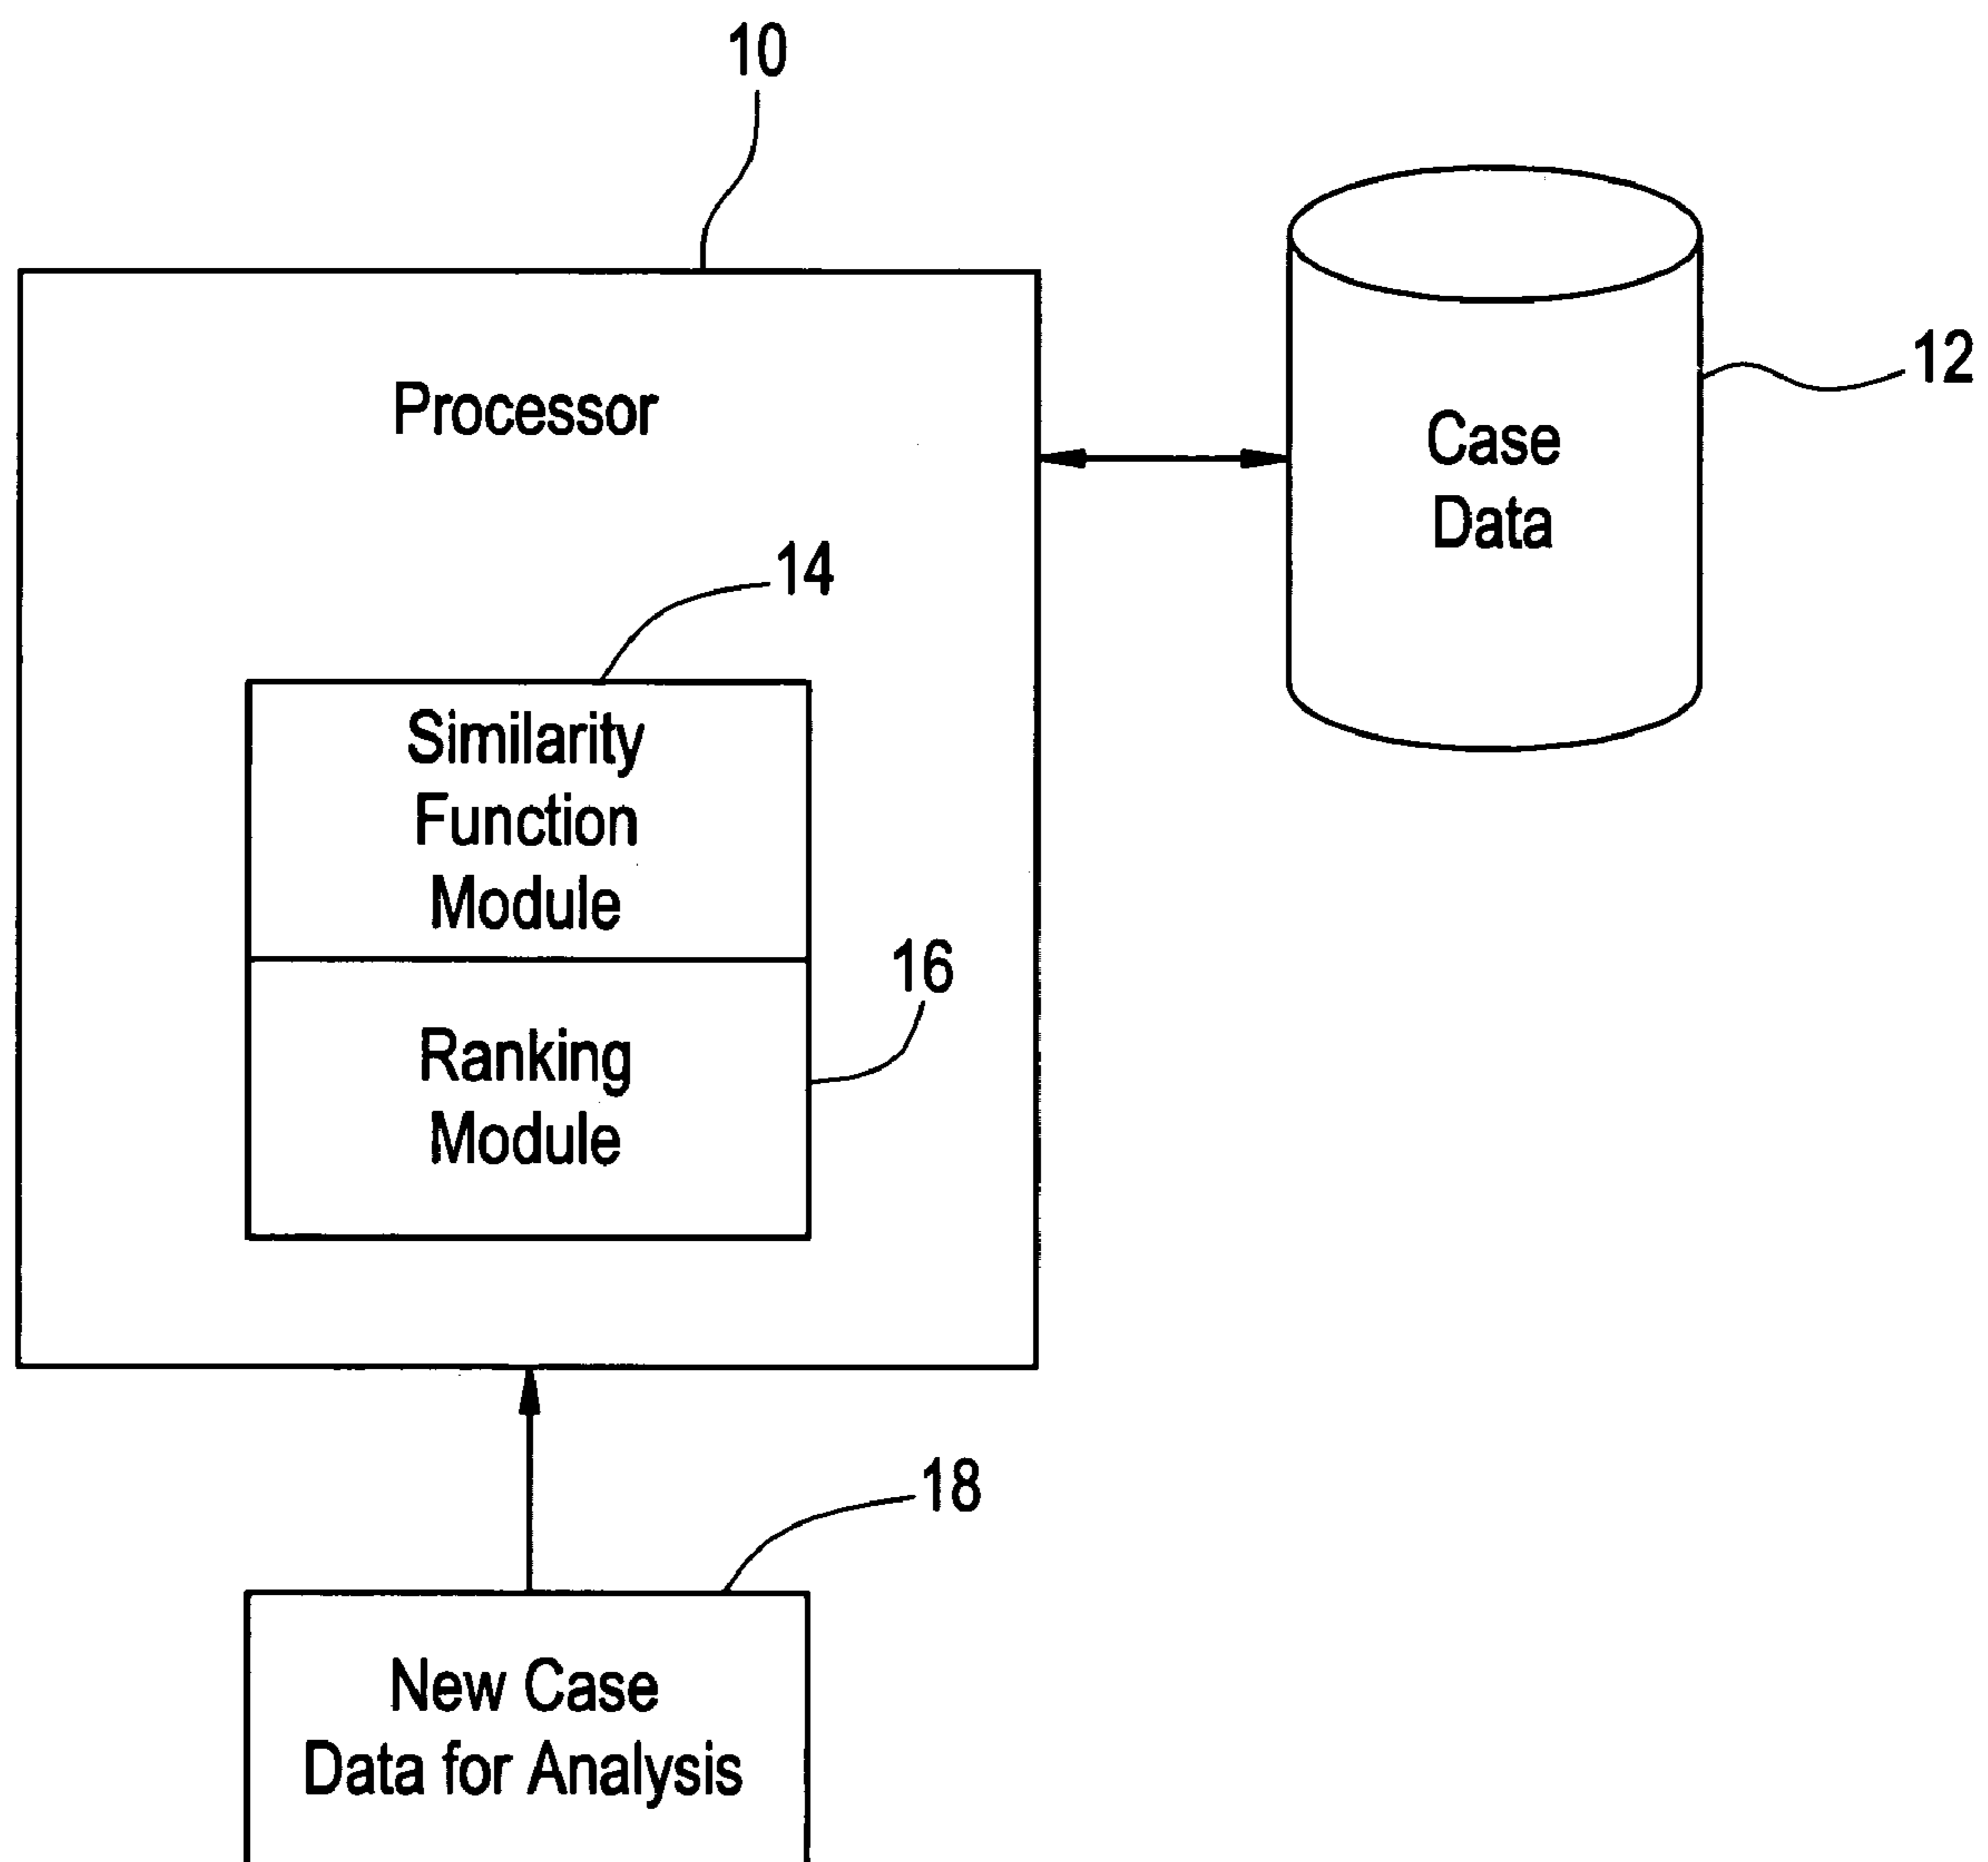 10
12
Processor
Case
Data
14
Similarity
Function
Module
16
Ranking
Module
18
New Case
Data for Analysis